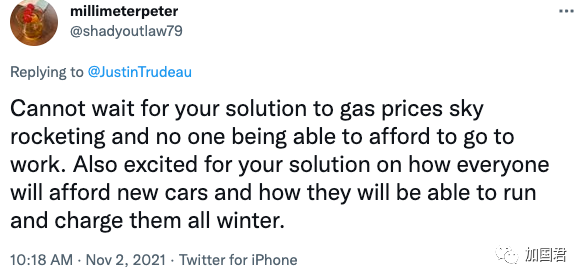 millimeterpeter
@shadyoutlaw79
Replying to @JustinTrudeau
Cannot wait for your solution to gas prices sky
rocketing and no one being able to afford to go to
work. Also excited for your solution on how everyone
will afford new cars and how they will be able to run
and charge them all winter.
10:18 AM · Nov 2, 2021 · Twitter for iPhone
加国君